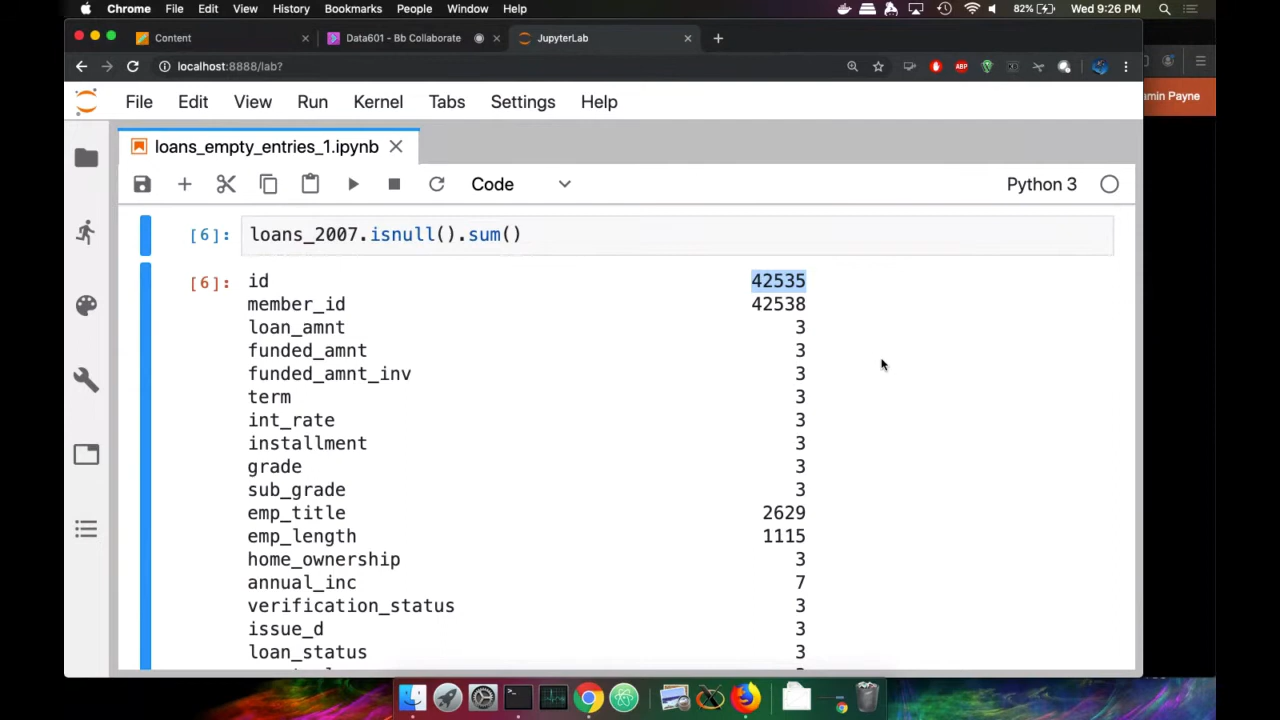 Chrome File Edit View History Bookmarks People Window Help 82% Wed 9:26 PM
Content Data601 - Bb Collaborate JupyterLab
localhost:8888/lab?
ABP
amin Payne
File Edit View Run Kernel Tabs Settings Help
loans_empty_entries_1.ipynb
Code Python 3
[6]: loans_2007.isnull().sum()
[6]: id 42535
member_id 42538
loan_amnt 3
funded_amnt 3
funded_amnt_inv 3
term 3
int_rate 3
installment 3
grade 3
sub_grade 3
emp_title 2629
emp_length 1115
home_ownership 3
annual_inc 7
verification_status 3
issue_d 3
loan_status 3